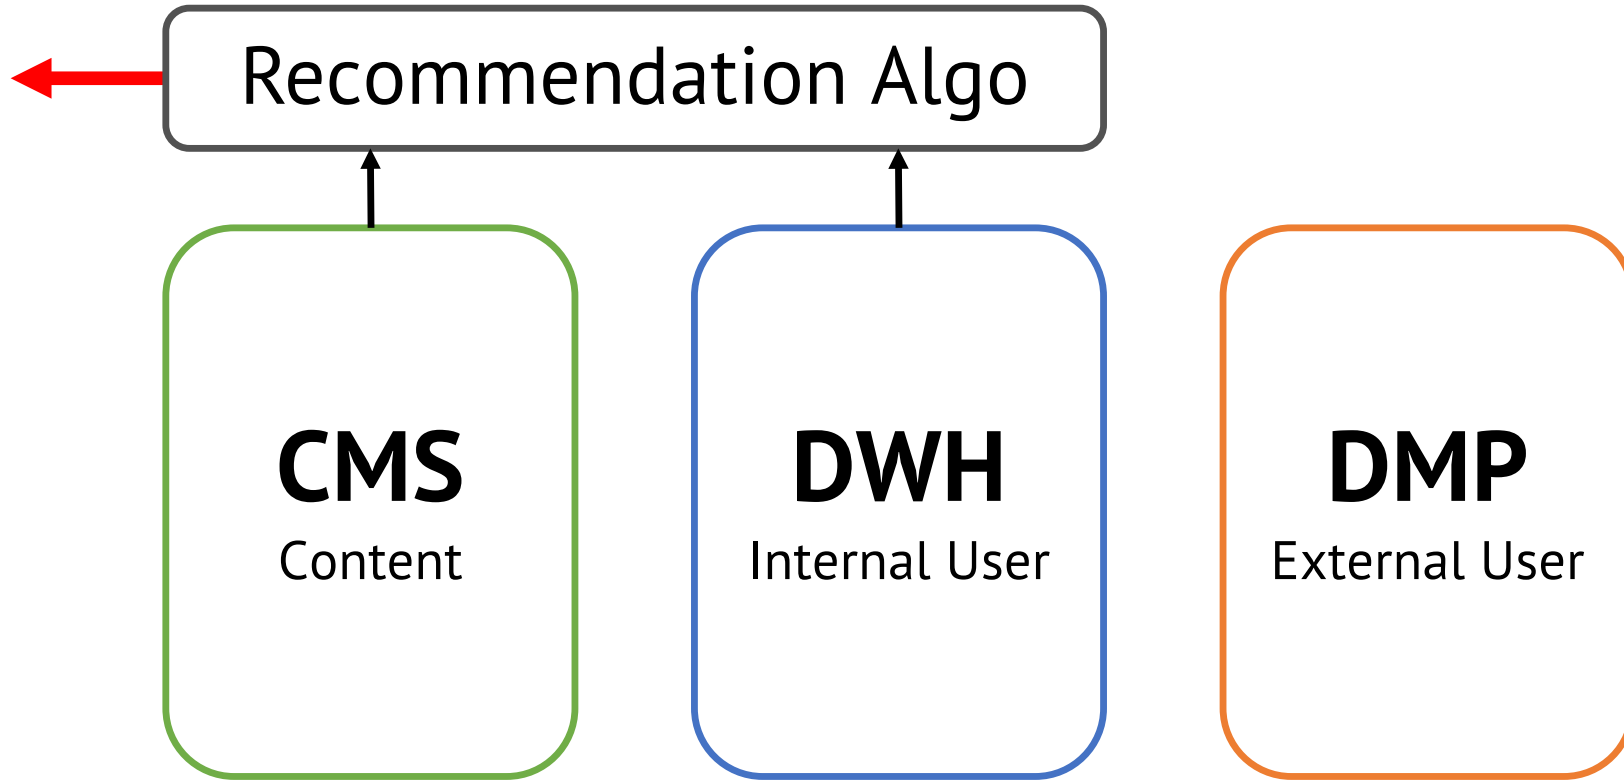 Recommendation Algo
CMS
Content
DWH
Internal User
DMP
External User